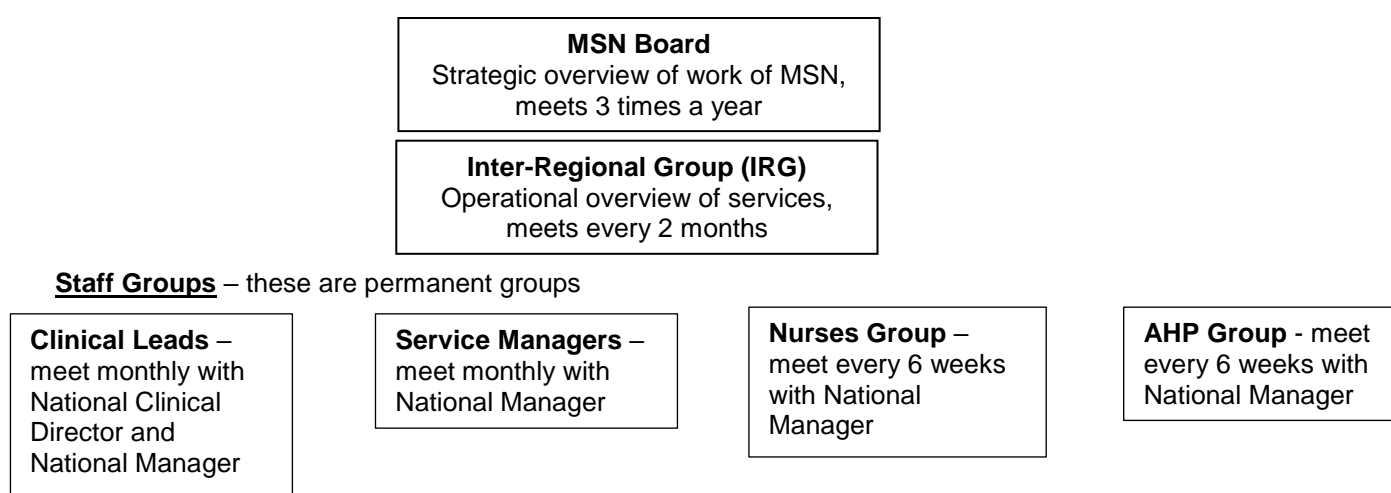 MSN Board
Strategic overview of work of MSN,
meets 3 times a year
Inter-Regional Group (IRG)
Operational overview of services,
meets every 2 months
Staff Groups – these are permanent groups
Clinical Leads –
meet monthly with
National Clinical
Director and
National Manager
Service Managers –
meet monthly with
National Manager
Nurses Group –
meet every 6 weeks
with National
Manager
AHP Group - meet
every 6 weeks with
National Manager